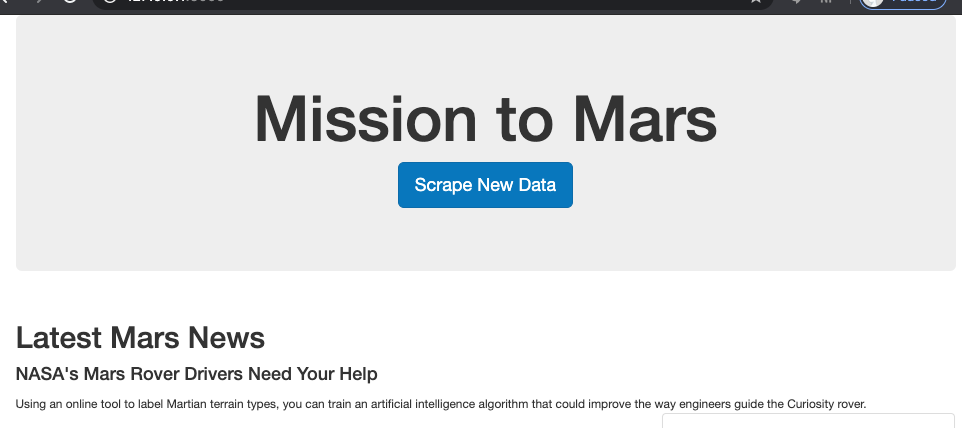 Mission to Mars
Scrape New Data
Latest Mars News
NASA's Mars Rover Drivers Need Your Help
Using an online tool to label Martian terrain types, you can train an artificial intelligence algorithm that could improve the way engineers guide the Curiosity rover.